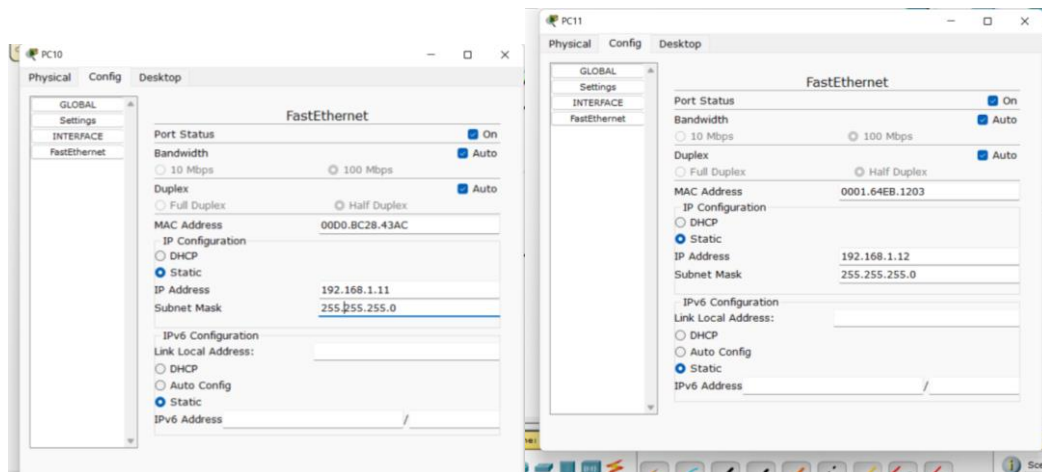 PC10
Physical Config Desktop
GLOBAL
Settings
INTERFACE
FastEthernet
FastEthernet
Port Status On
Bandwidth Auto
10 Mbps 100 Mbps
Duplex Auto
Full Duplex Half Duplex
MAC Address 00D0.BC28.43AC
IP Configuration
DHCP
Static
IP Address 192.168.1.11
Subnet Mask 255.255.255.0
IPv6 Configuration
Link Local Address:
DHCP
Auto Config
Static
IPv6 Address /
PC11
Physical Config Desktop
GLOBAL
Settings
INTERFACE
FastEthernet
FastEthernet
Port Status On
Bandwidth Auto
10 Mbps 100 Mbps
Duplex Auto
Full Duplex Half Duplex
MAC Address 0001.64EB.1203
IP Configuration
DHCP
Static
IP Address 192.168.1.12
Subnet Mask 255.255.255.0
IPv6 Configuration
Link Local Address:
DHCP
Auto Config
Static
IPv6 Address /